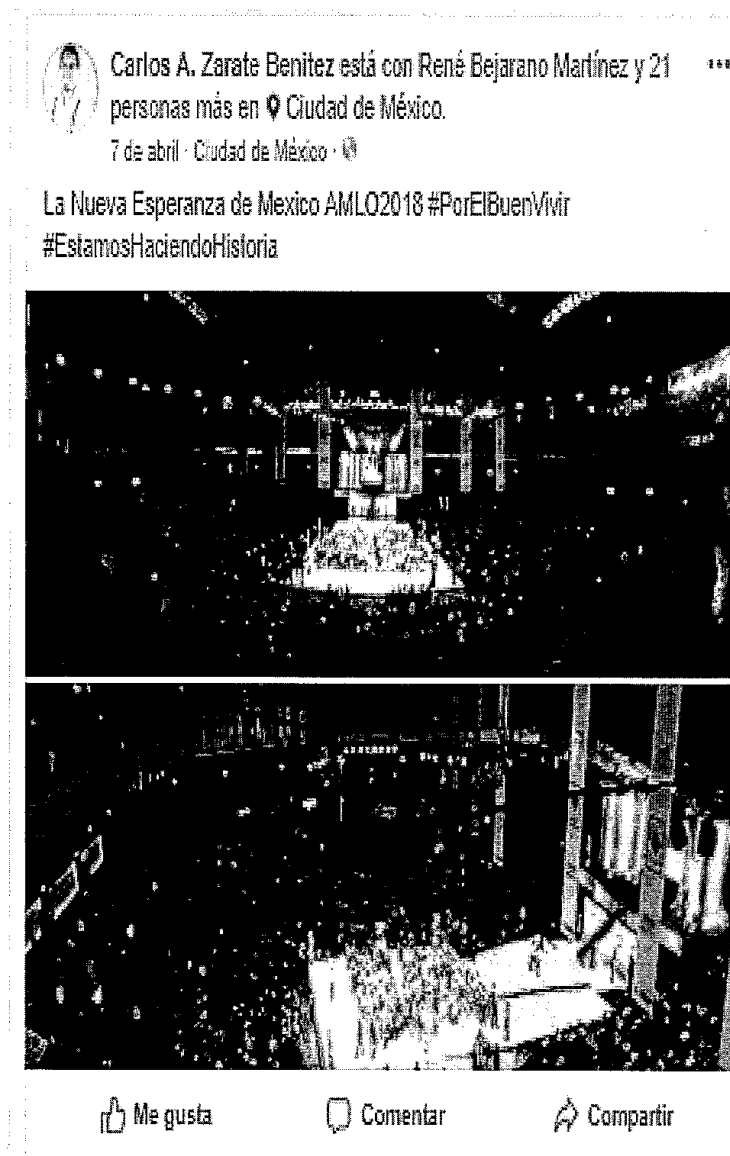 Carlos A. Zarate Benitez está con René Bejarano Martínez y 21
personas más en Ciudad de México.
7 de abril · Ciudad de México ·
La Nueva Esperanza de Mexico AMLO2018 #PorElBuenVivir
#EstamosHaciendoHistoria
Me gusta
Comentar
Compartir